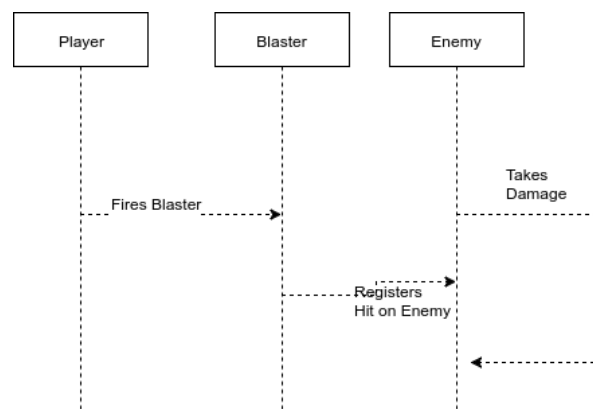 Player
Blaster
Enemy
Takes
Damage
Fires Blaster
Registers
Hit on Enemy